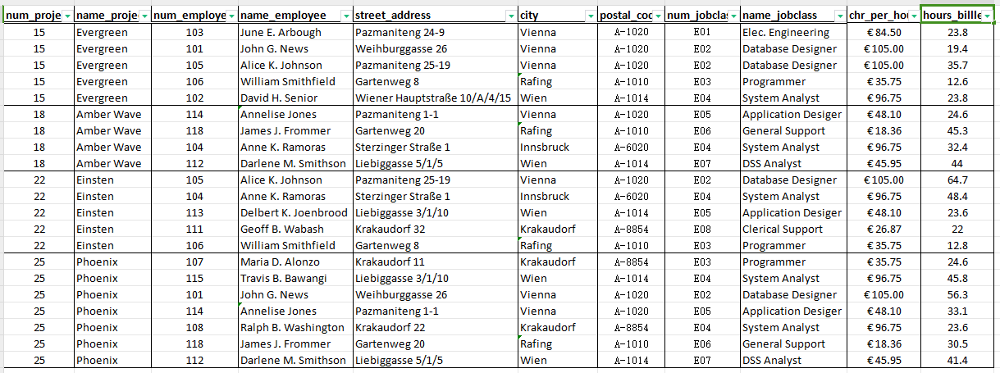 num_proje name_proje num_employe name_employee street_address city postal_cod num_jobclas name_jobclass chr_per_hou hours_billle
15 Evergreen 103 June E. Arbough Pazmaniteng 24-9 Vienna A-1020 E01 Elec. Engineering €84.50 23.8
15 Evergreen 101 John G. News Weihburggasse 26 Vienna A-1020 E02 Database Designer €105.00 19.4
15 Evergreen 105 Alice K. Johnson Pazmaniteng 25-19 Vienna A-1020 E02 Database Designer €105.00 35.7
15 Evergreen 106 William Smithfield Gartenweg 8 Rafing A-1010 E03 Programmer €35.75 12.6
15 Evergreen 102 David H. Senior Wiener Hauptstraße 10/A/4/15 Wien A-1014 E04 System Analyst €96.75 23.8
18 Amber Wave 114 Annelise Jones Pazmaniteng 1-1 Vienna A-1020 E05 Application Desiger €48.10 24.6
18 Amber Wave 118 James J. Frommer Gartenweg 20 Rafing A-1010 E06 General Support €18.36 45.3
18 Amber Wave 104 Anne K. Ramoras Sterzinger Straße 1 Innsbruck A-6020 E04 System Analyst €96.75 32.4
18 Amber Wave 112 Darlene M. Smithson Liebiggasse 5/1/5 Wien A-1014 E07 DSS Analyst €45.95 44
22 Einsten 105 Alice K. Johnson Pazmaniteng 25-19 Vienna A-1020 E02 Database Designer €105.00 64.7
22 Einsten 104 Anne K. Ramoras Sterzinger Straße 1 Innsbruck A-6020 E04 System Analyst €96.75 48.4
22 Einsten 113 Delbert K. Joenbrood Liebiggasse 3/1/10 Wien A-1014 E05 Application Desiger €48.10 23.6
22 Einsten 111 Geoff B. Wabash Krakaudorf 32 Krakaudorf A-8854 E08 Clerical Support €26.87 22
22 Einsten 106 William Smithfield Gartenweg 8 Rafing A-1010 E03 Programmer €35.75 12.8
25 Phoenix 107 Maria D. Alonzo Krakaudorf 11 Krakaudorf A-8854 E03 Programmer €35.75 24.6
25 Phoenix 115 Travis B. Bawangi Liebiggasse 3/1/10 Wien A-1014 E04 System Analyst €96.75 45.8
25 Phoenix 101 John G. News Weihburggasse 26 Vienna A-1020 E02 Database Designer €105.00 56.3
25 Phoenix 114 Annelise Jones Pazmaniteng 1-1 Vienna A-1020 E05 Application Desiger €48.10 33.1
25 Phoenix 108 Ralph B. Washington Krakaudorf 22 Krakaudorf A-8854 E04 System Analyst €96.75 23.6
25 Phoenix 118 James J. Frommer Gartenweg 20 Rafing A-1010 E06 General Support €18.36 30.5
25 Phoenix 112 Darlene M. Smithson Liebiggasse 5/1/5 Wien A-1014 E07 DSS Analyst €45.95 41.4